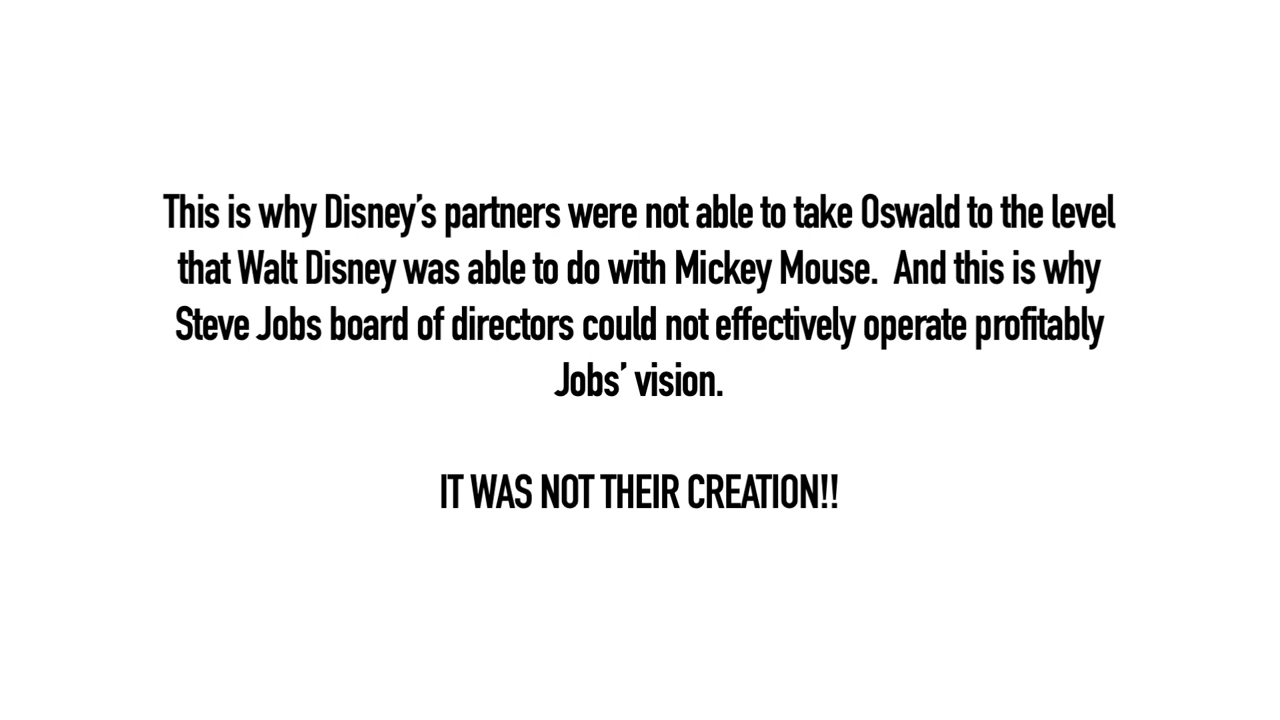 This is why Disney’s partners were not able to take Oswald to the level
that Walt Disney was able to do with Mickey Mouse.  And this is why
Steve Jobs board of directors could not effectively operate profitably
Jobs’ vision.
IT WAS NOT THEIR CREATION!!